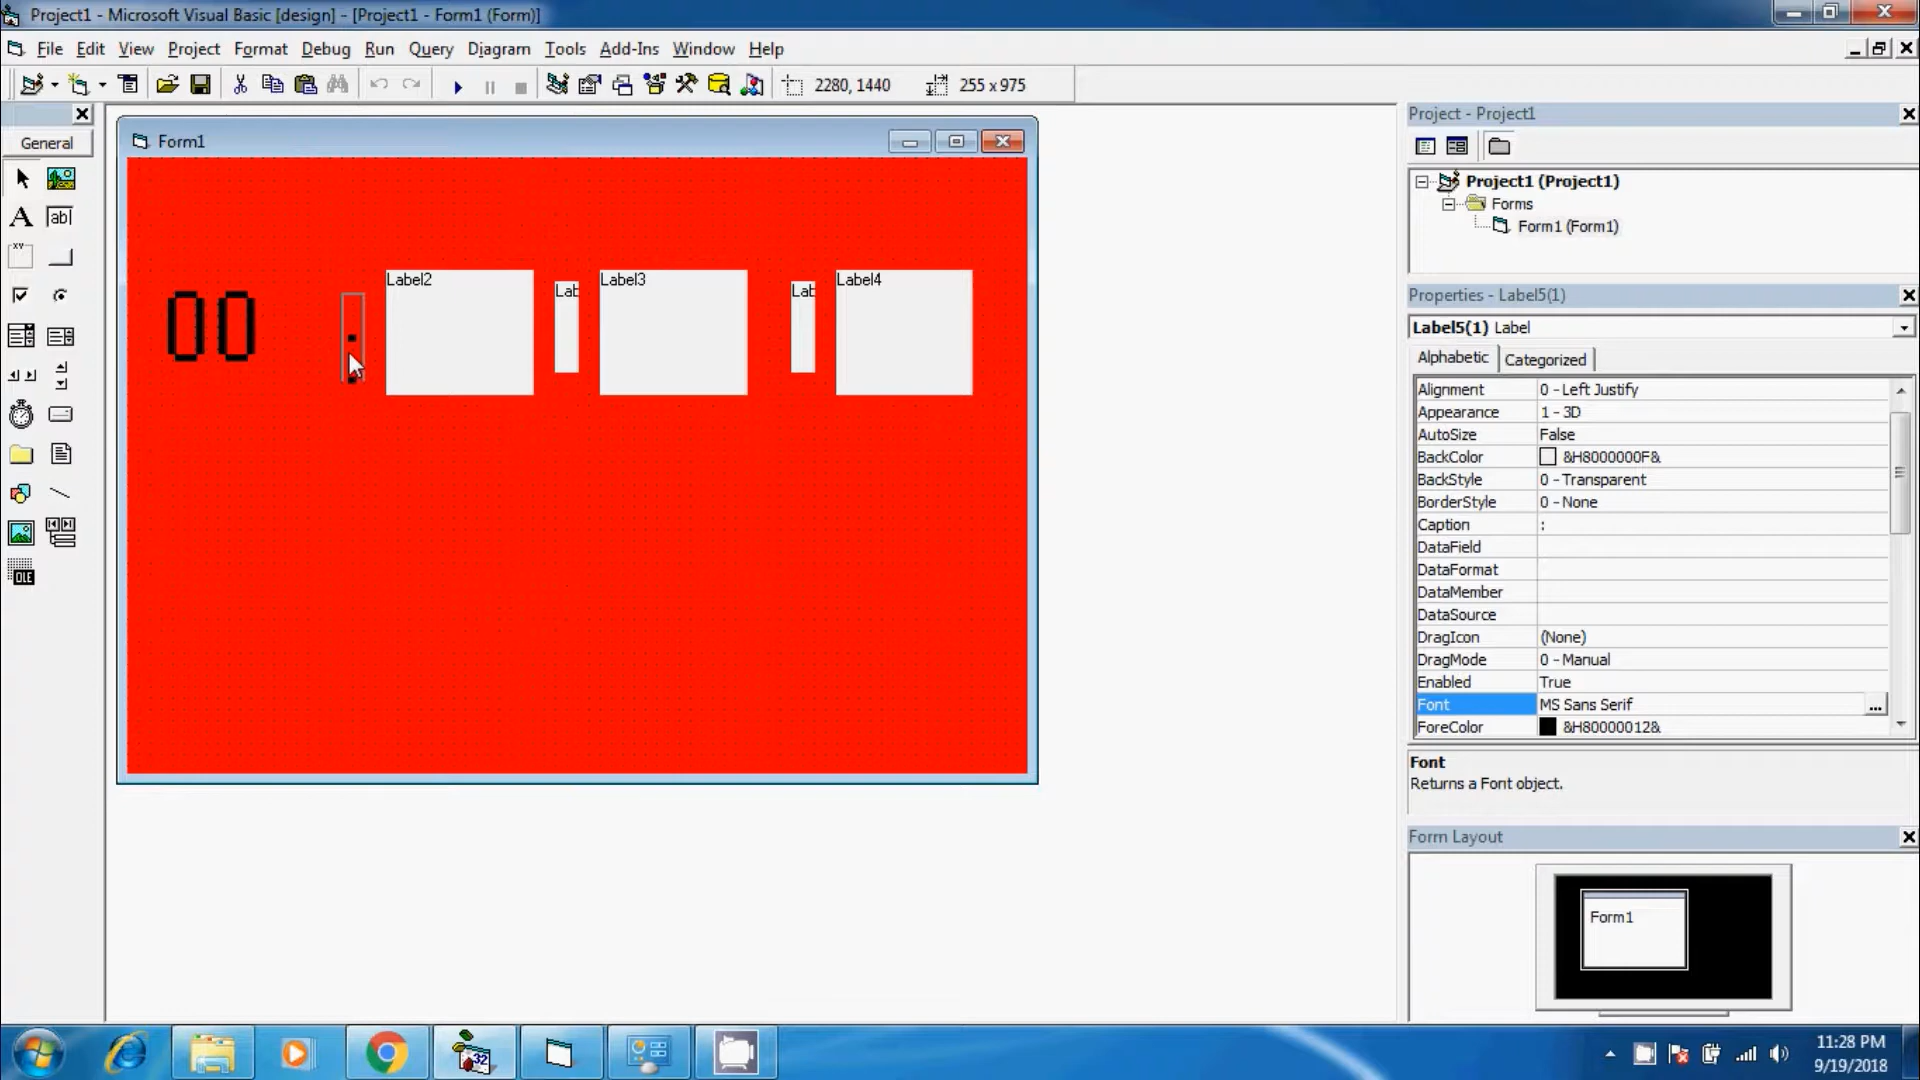 Project1 - Microsoft Visual Basic [design] - [Project1 - Form1 (Form)]
File Edit View Project Format Debug Run Query Diagram Tools Add-Ins Window Help
2280, 1440 255 x 975
General
A ab|
XY
OLE
Form1
00 :
Label2
Lab
Label3
Lab
Label4
Project - Project1
Project1 (Project1)
Forms
Form1 (Form1)
Properties - Label5(1)
Label5(1) Label
Alphabetic Categorized
Alignment 0 - Left Justify
Appearance 1 - 3D
AutoSize False
BackColor &H8000000F&
BackStyle 0 - Transparent
BorderStyle 0 - None
Caption :
DataField
DataFormat
DataMember
DataSource
DragIcon (None)
DragMode 0 - Manual
Enabled True
Font MS Sans Serif ...
ForeColor &H80000012&
Font
Returns a Font object.
Form Layout
Form1
32
11:28 PM
9/19/2018